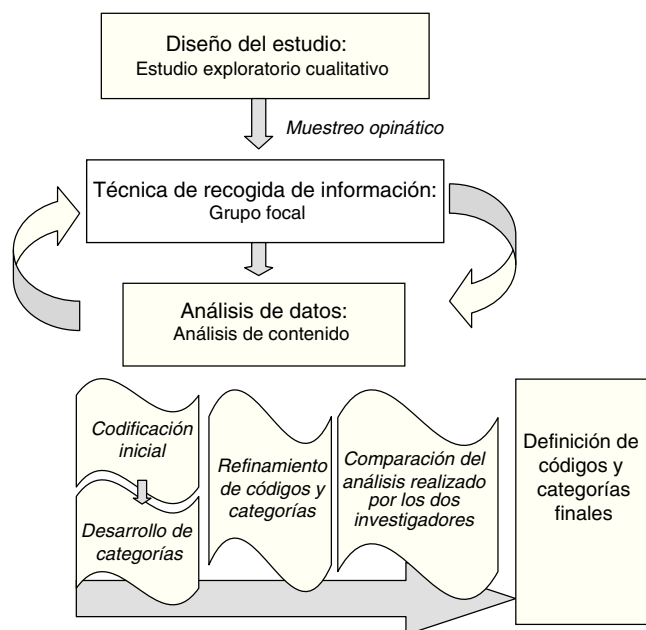 Diseño del estudio:
Estudio exploratorio cualitativo
Muestreo opinático
Técnica de recogida de información:
Grupo focal
Análisis de datos:
Análisis de contenido
Codificación
inicial
Desarrollo de
categorías
Refinamiento
de códigos y
categorías
Comparación del
análisis realizado
por los dos
investigadores
Definición de
códigos y
categorías
finales